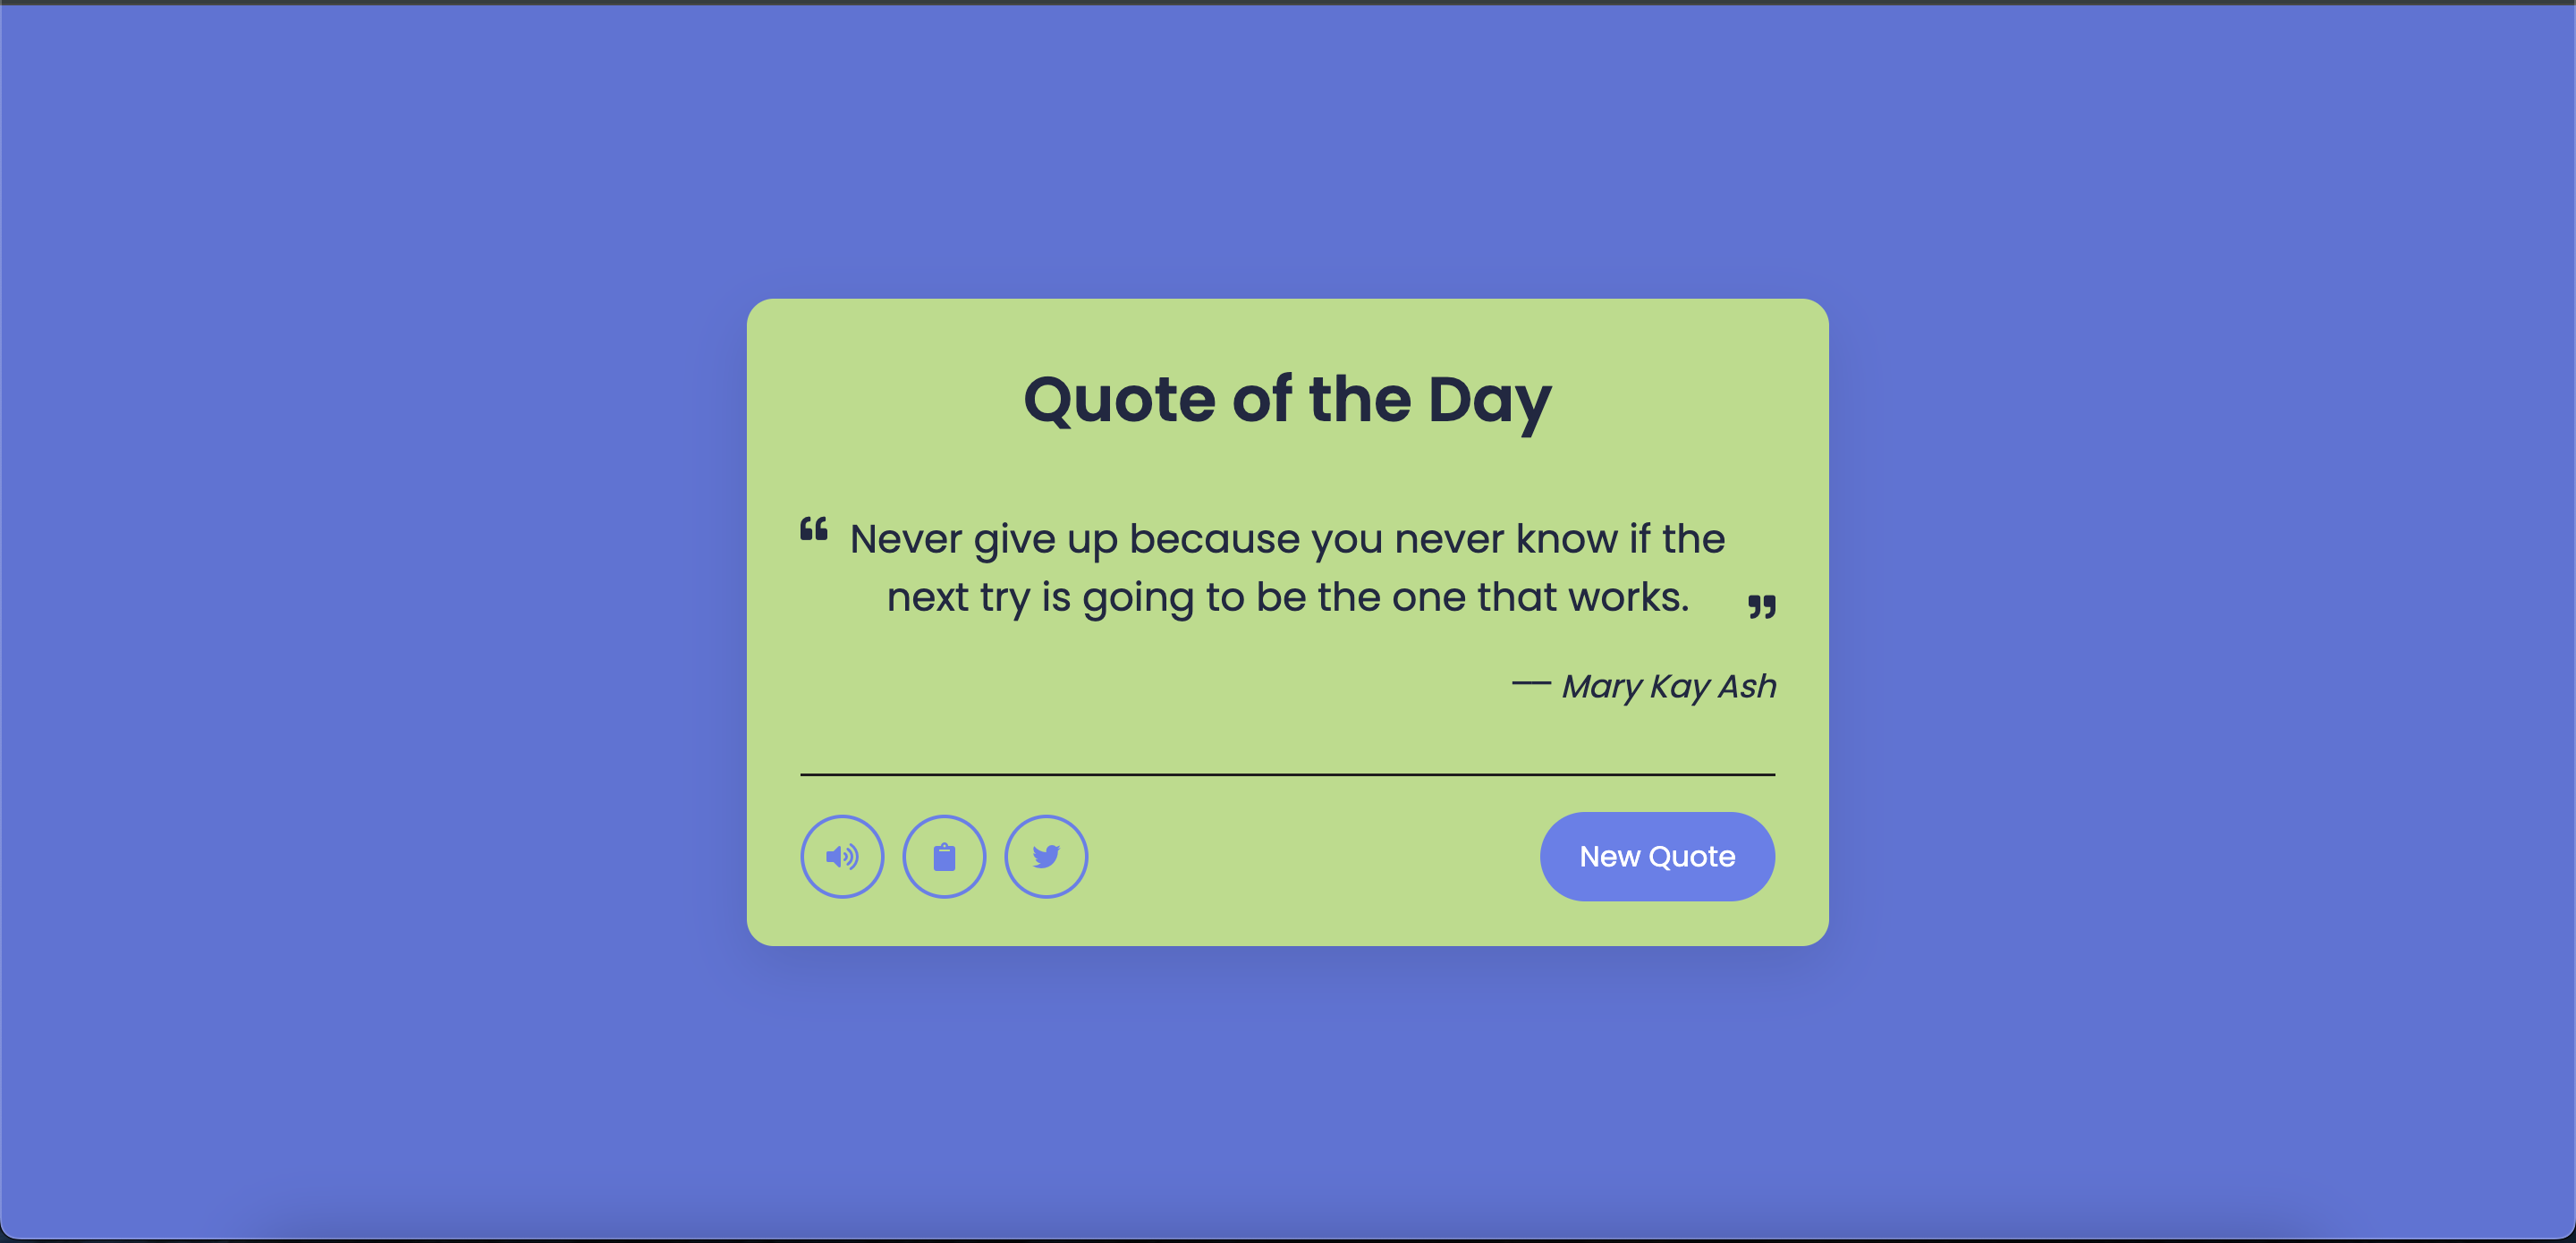 Quote of the Day
“ Never give up because you never know if the
next try is going to be the one that works. ”
— Mary Kay Ash
New Quote